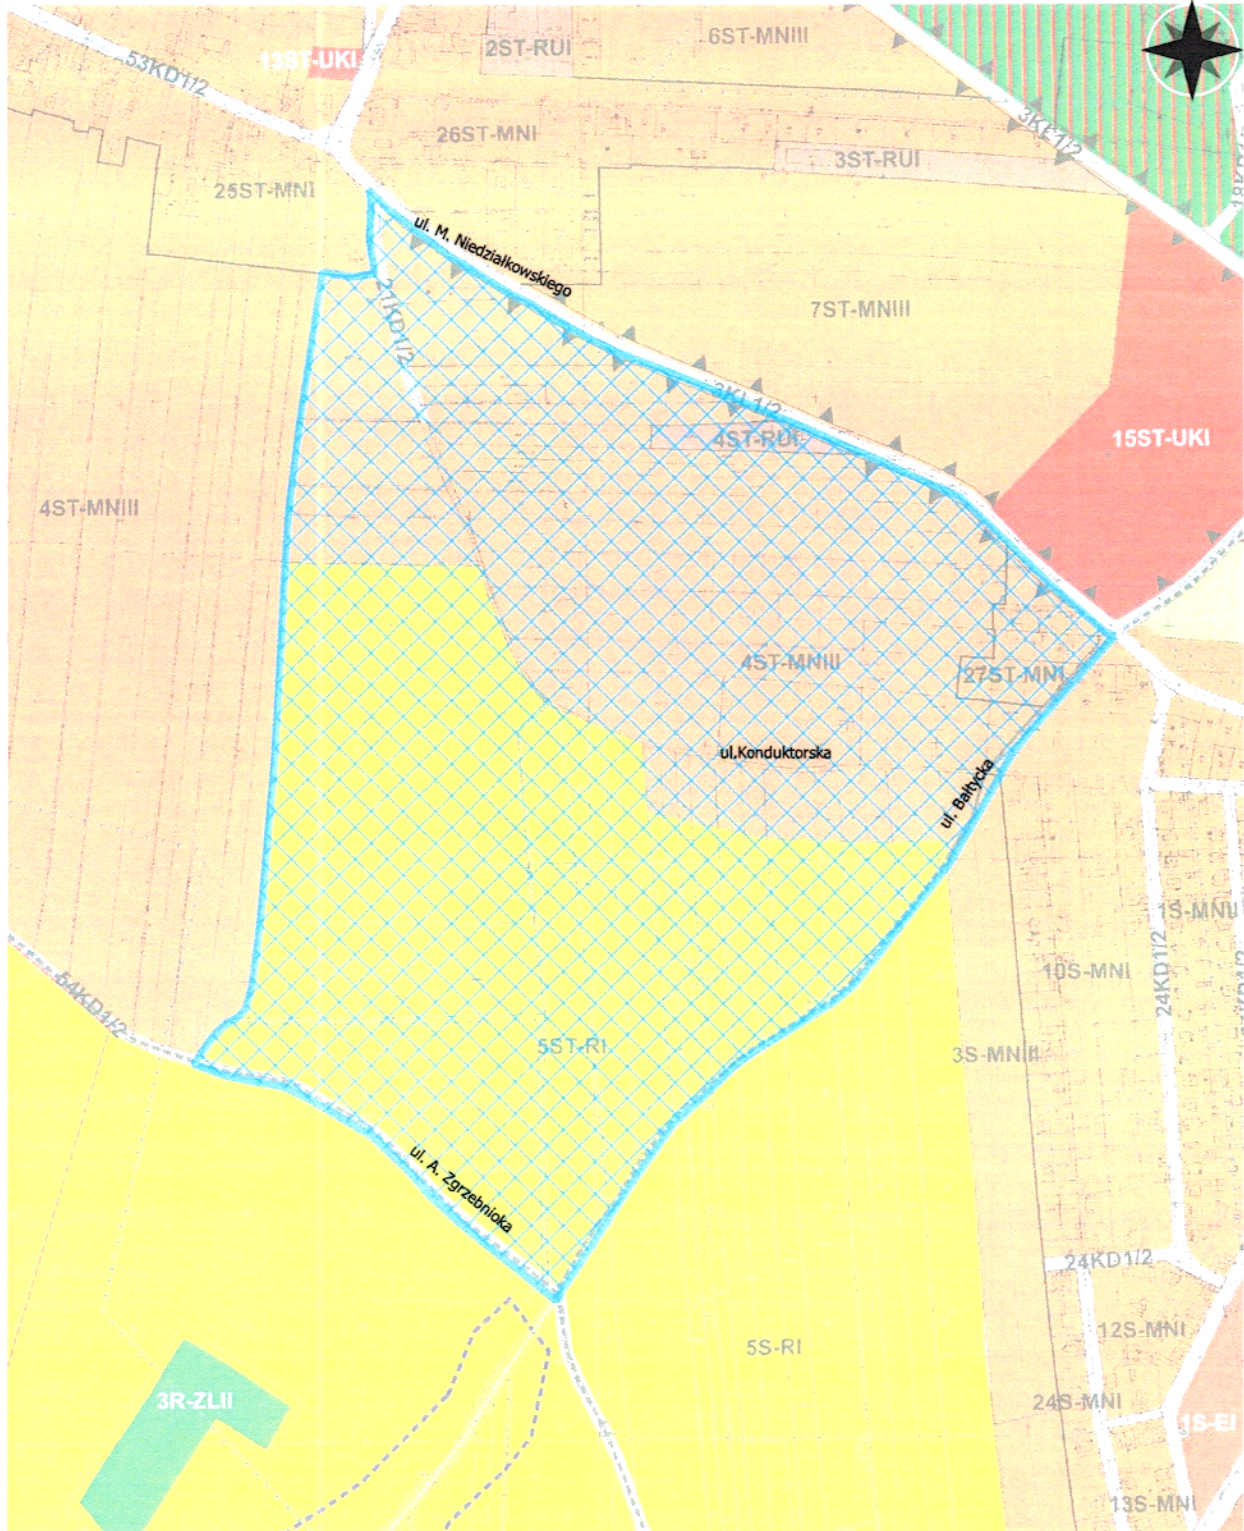 6ST-MNIII
2ST-RUI
13ST-UKI
53KD1/2
26ST-MNI
3KL1/2
3ST-RUI
25ST-MNI
ul. M. Niedziałkowskiego
21KD1/2
7ST-MNIII
3KL1/2
4ST-RUI
15ST-UKI
4ST-MNIII
4ST-MNIII
27ST-MNI
ul.Konduktorska
ul. Bałtycka
1S-MNII
10S-MNI
24KD1/2
54KD1/2
5ST-RI
3S-MNIII
ul. A. Zgrzebnioka
24KD1/2
12S-MNI
5S-RI
3R-ZLII
24S-MNI
1S-EI
13S-MNI